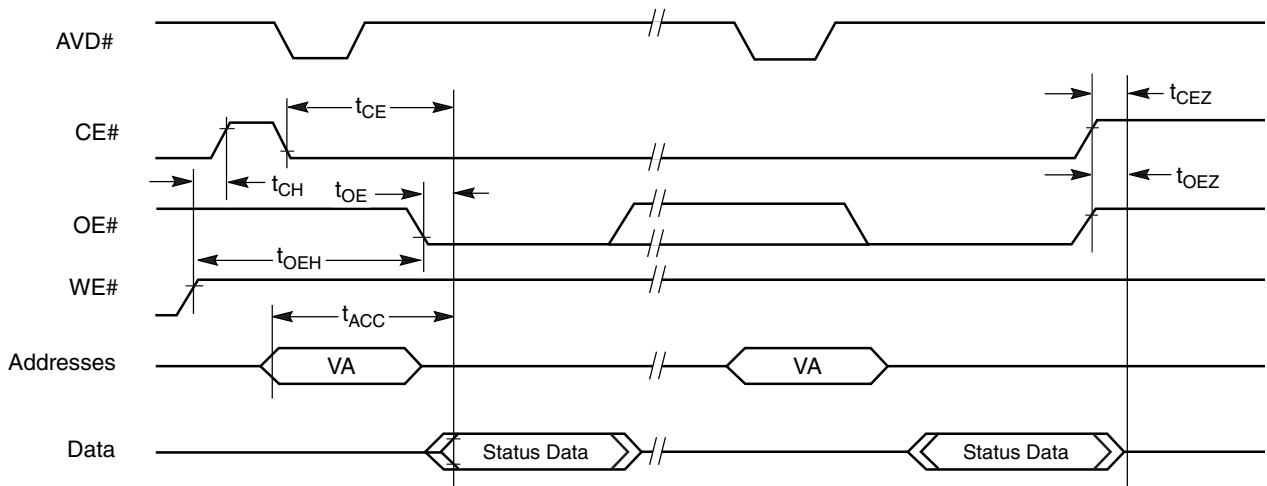 AVD#
tCE
tCEZ
CE#
tCH
tOE
tOEZ
OE#
tOEH
WE#
tACC
Addresses
VA
VA
Data
Status Data
Status Data